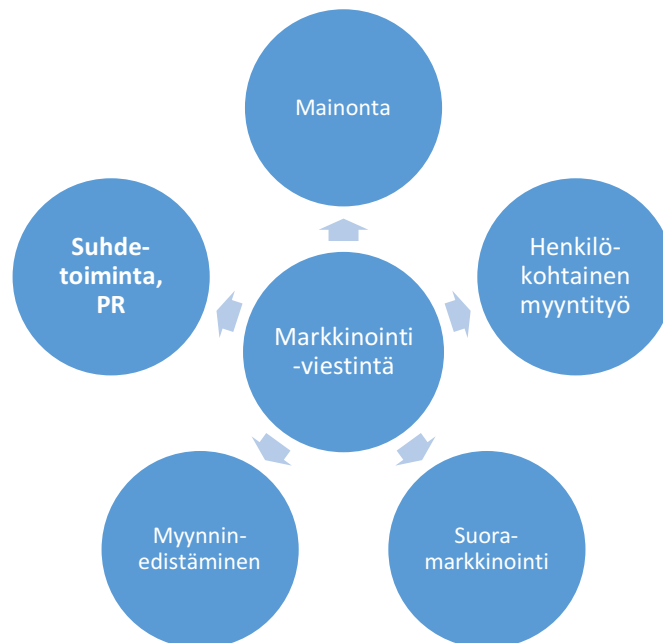 Mainonta
Suhde-
toiminta,
PR
Henkilö-
kohtainen
myyntityö
Markkinointi
-viestintä
Myynnin-
edistäminen
Suora-
markkinointi